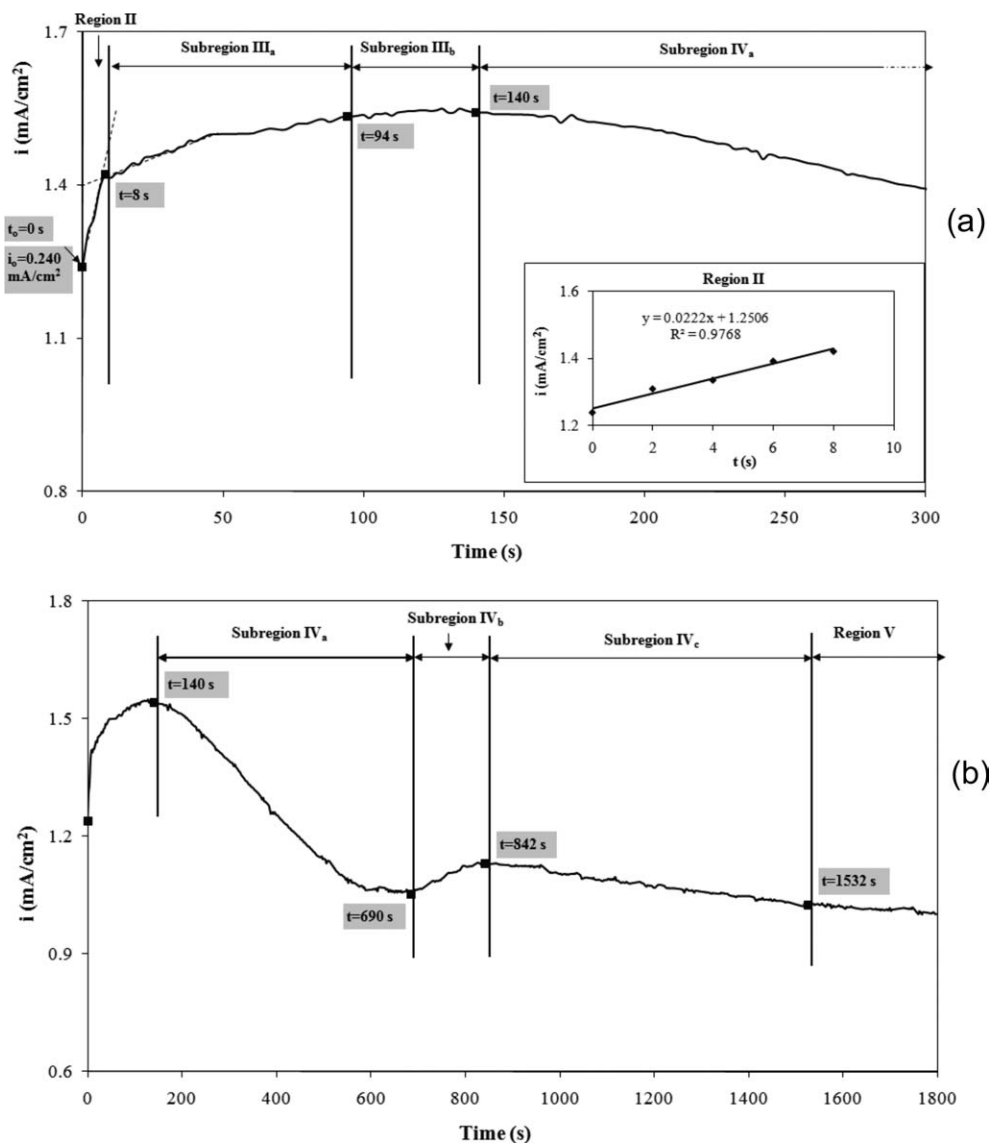 Region II
1.7
Subregion IIIa
Subregion IIIb
Subregion IVa
t=140 s
t=94 s
t=8 s
1.4
i (mA/cm2)
to=0 s
io=0.240
mA/cm2
(a)
1.1
0.8
Region II
1.6
y = 0.0222x + 1.2506
R² = 0.9768
1.4
i (mA/cm2)
1.2
0 2 4 6 8 10
t (s)
0 50 100 150 200 250 300
Time (s)
1.8
Subregion IVb
Subregion IVa
Subregion IVc
Region V
t=140 s
1.5
(b)
i (mA/cm2)
1.2
t=842 s
t=1532 s
t=690 s
0.9
0.6
0 200 400 600 800 1000 1200 1400 1600 1800
Time (s)